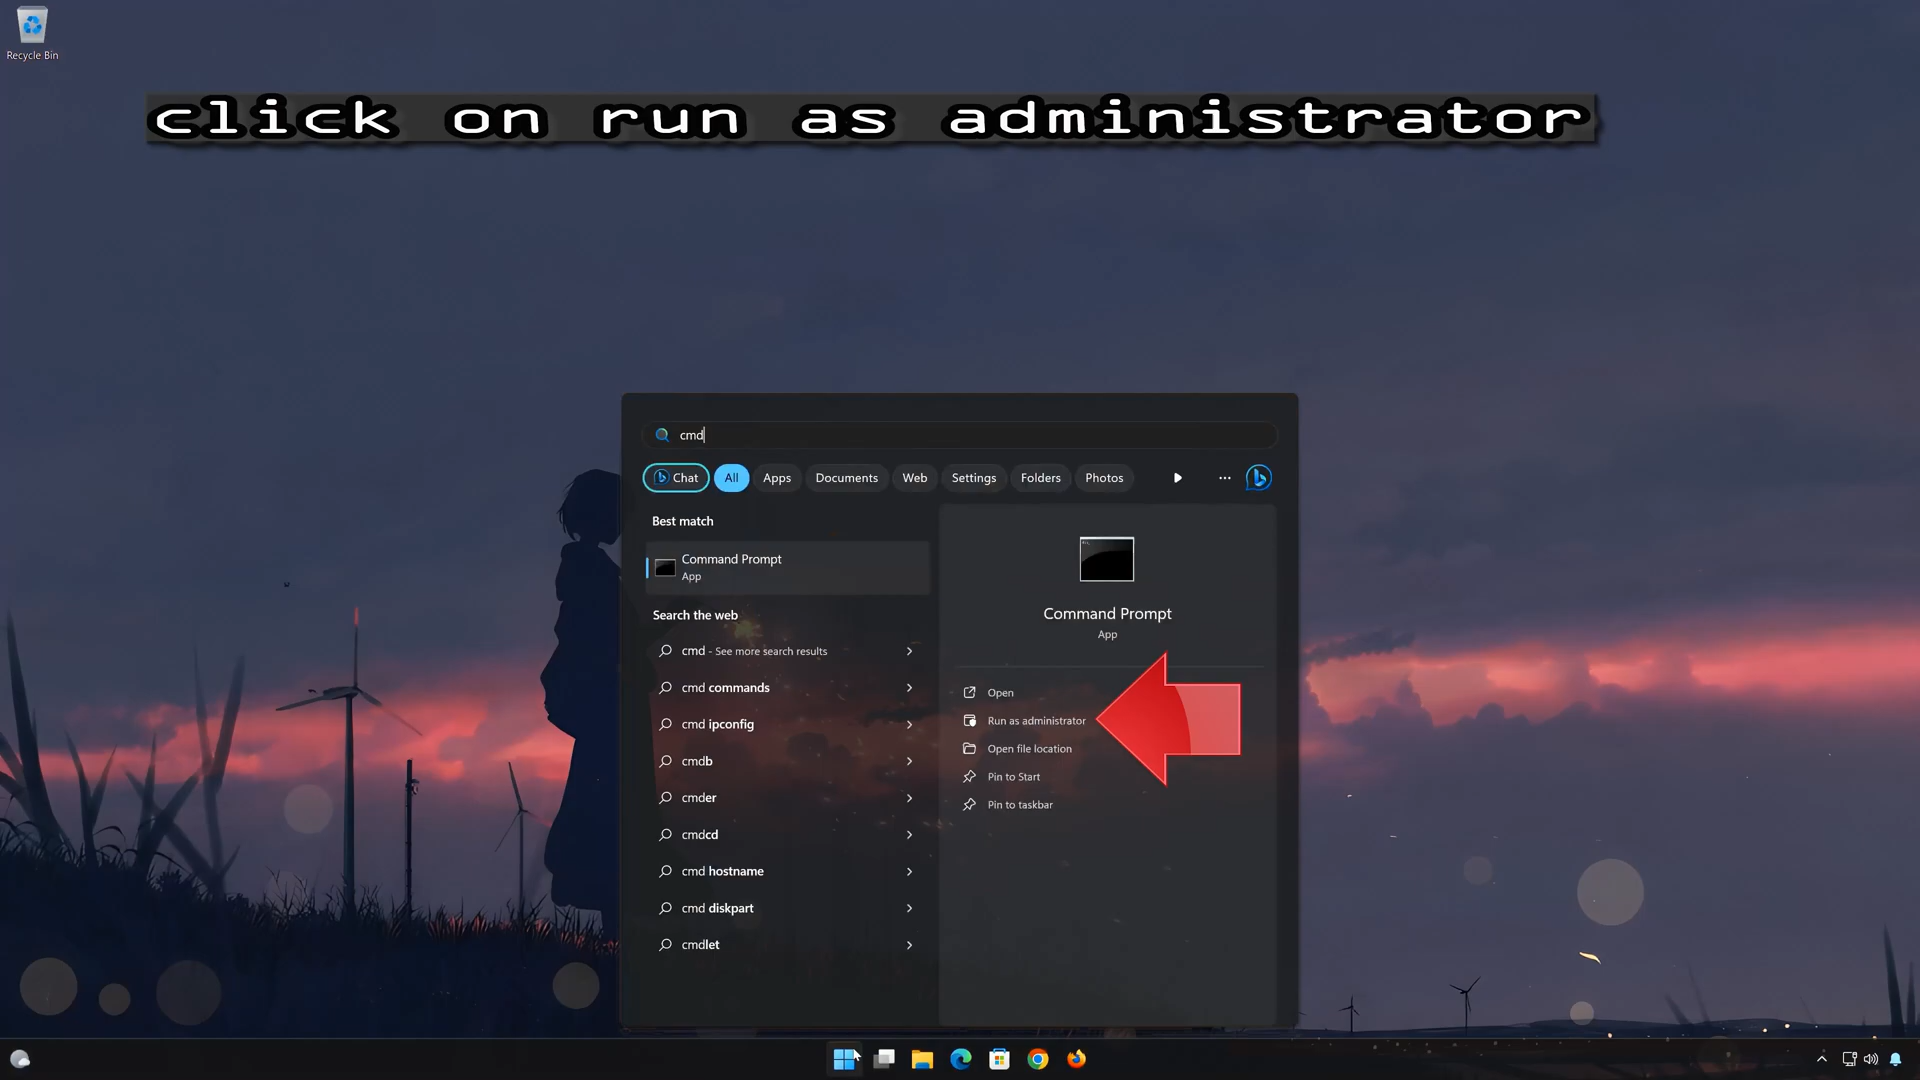 Recycle Bin
click on run as administrator
cmd
Chat All Apps Documents Web Settings Folders Photos
Best match
Command Prompt
App
Search the web
cmd - See more search results
cmd commands
cmd ipconfig
cmdb
cmder
cmdcd
cmd hostname
cmd diskpart
cmdlet
Command Prompt
App
Open
Run as administrator
Open file location
Pin to Start
Pin to taskbar